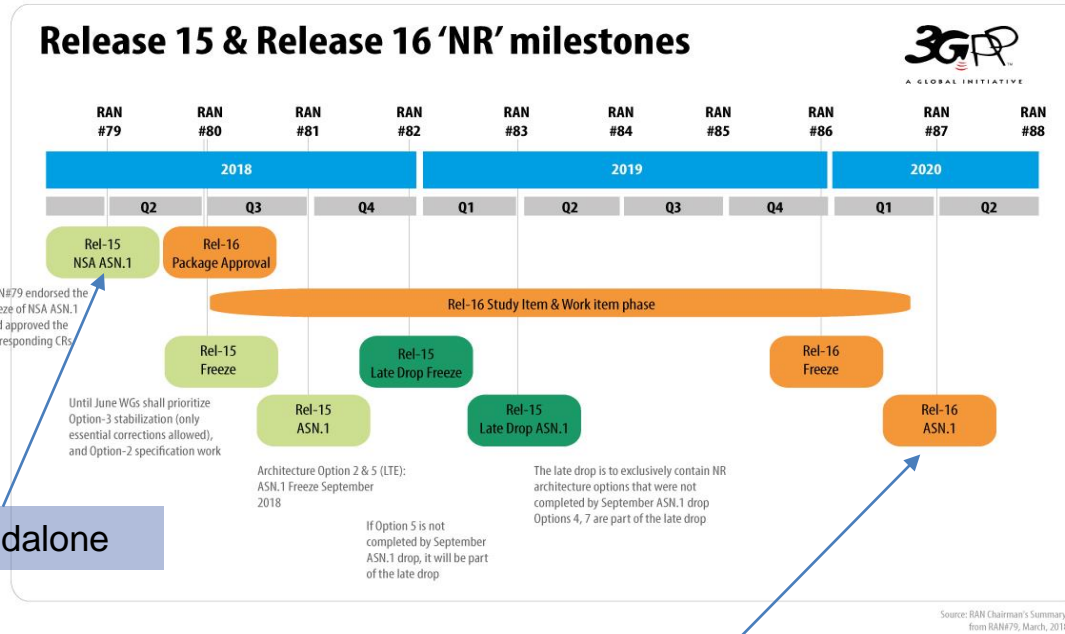 Release 15 & Release 16 ‘NR’ milestones
3GPP™
A GLOBAL INITIATIVE
RAN #79 RAN #80 RAN #81 RAN #82 RAN #83 RAN #84 RAN #85 RAN #86 RAN #87 RAN #88
2018 2019 2020
Q2 Q3 Q4 Q1 Q2 Q3 Q4 Q1 Q2
Rel-15
NSA ASN.1
Rel-16
Package Approval
N#79 endorsed the
eze of NSA ASN.1
d approved the
responding CRs
Rel-16 Study Item & Work item phase
Rel-15
Freeze
Rel-15
Late Drop Freeze
Rel-16
Freeze
Until June WGs shall prioritize
Option-3 stabilization (only
essential corrections allowed),
and Option-2 specification work
Rel-15
ASN.1
Rel-15
Late Drop ASN.1
Rel-16
ASN.1
Architecture Option 2 & 5 (LTE):
ASN.1 Freeze September
2018
The late drop is to exclusively contain NR
architecture options that were not
completed by September ASN.1 drop
Options 4, 7 are part of the late drop
If Option 5 is not
completed by September
ASN.1 drop, it will be part
of the late drop
dalone
Source: RAN Chairman's Summary
from RAN#79, March, 2018